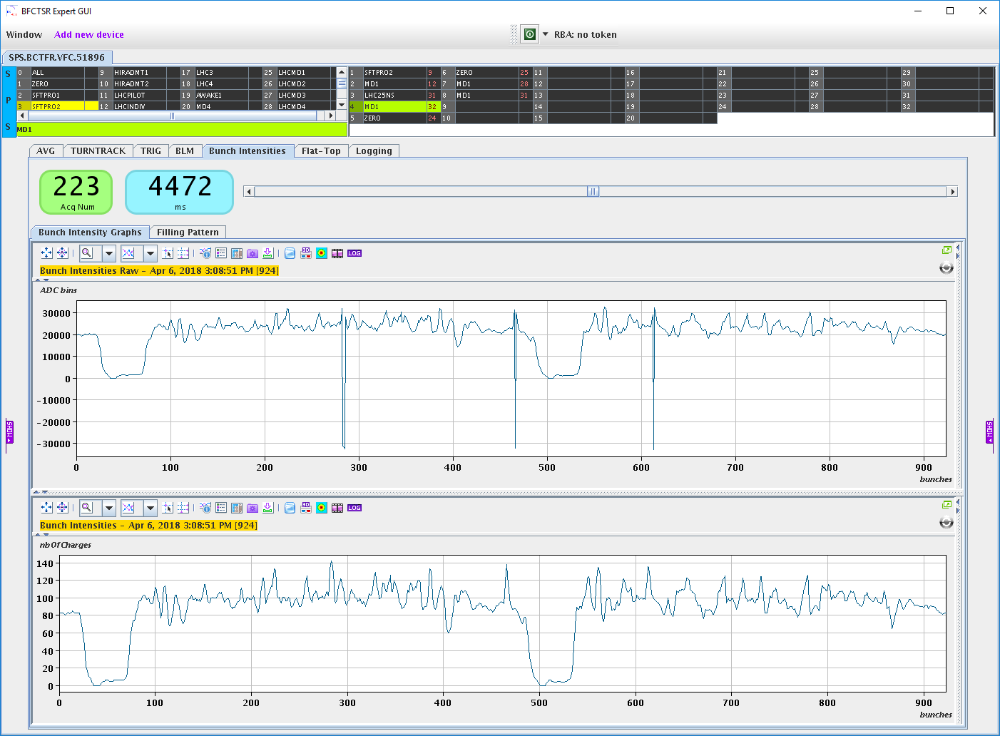 BFCTSR Expert GUI
Window Add new device RBA: no token
SPS.BCTFR.VFC.51896
S P S
0 ALL 9 HIRADMT1 17 LHC3 25 LHCMD1
1 ZERO 10 HIRADMT2 18 LHC4 26 LHCMD2
2 SFTPRO1 11 LHCPILOT 19 AWAKE1 27 LHCMD3
3 SFTPRO2 12 LHCINDIV 20 MD4 28 LHCMD4
MD1
1 SFTPRO2 9 6 ZERO 25 11 16 21 25 29
2 MD1 12 7 MD1 28 12 17 22 26 30
3 LHC25NS 31 8 MD1 31 13 18 23 27 31
4 MD1 32 9 14 19 24 28 32
5 ZERO 24 10 15 20
AVG TURNTRACK TRIG BLM Bunch Intensities Flat-Top Logging
223
Acq Num
4472
ms
Bunch Intensity Graphs Filling Pattern
3D LOG
Bunch Intensities Raw - Apr 6, 2018 3:08:51 PM [924]
ADC bins
30000
20000
10000
0
-10000
-20000
-30000
0 100 200 300 400 500 600 700 800 900
bunches
SHOW
SHOW
3D LOG
Bunch Intensities - Apr 6, 2018 3:08:51 PM [924]
nbOfCharges
140
120
100
80
60
40
20
0
0 100 200 300 400 500 600 700 800 900
bunches